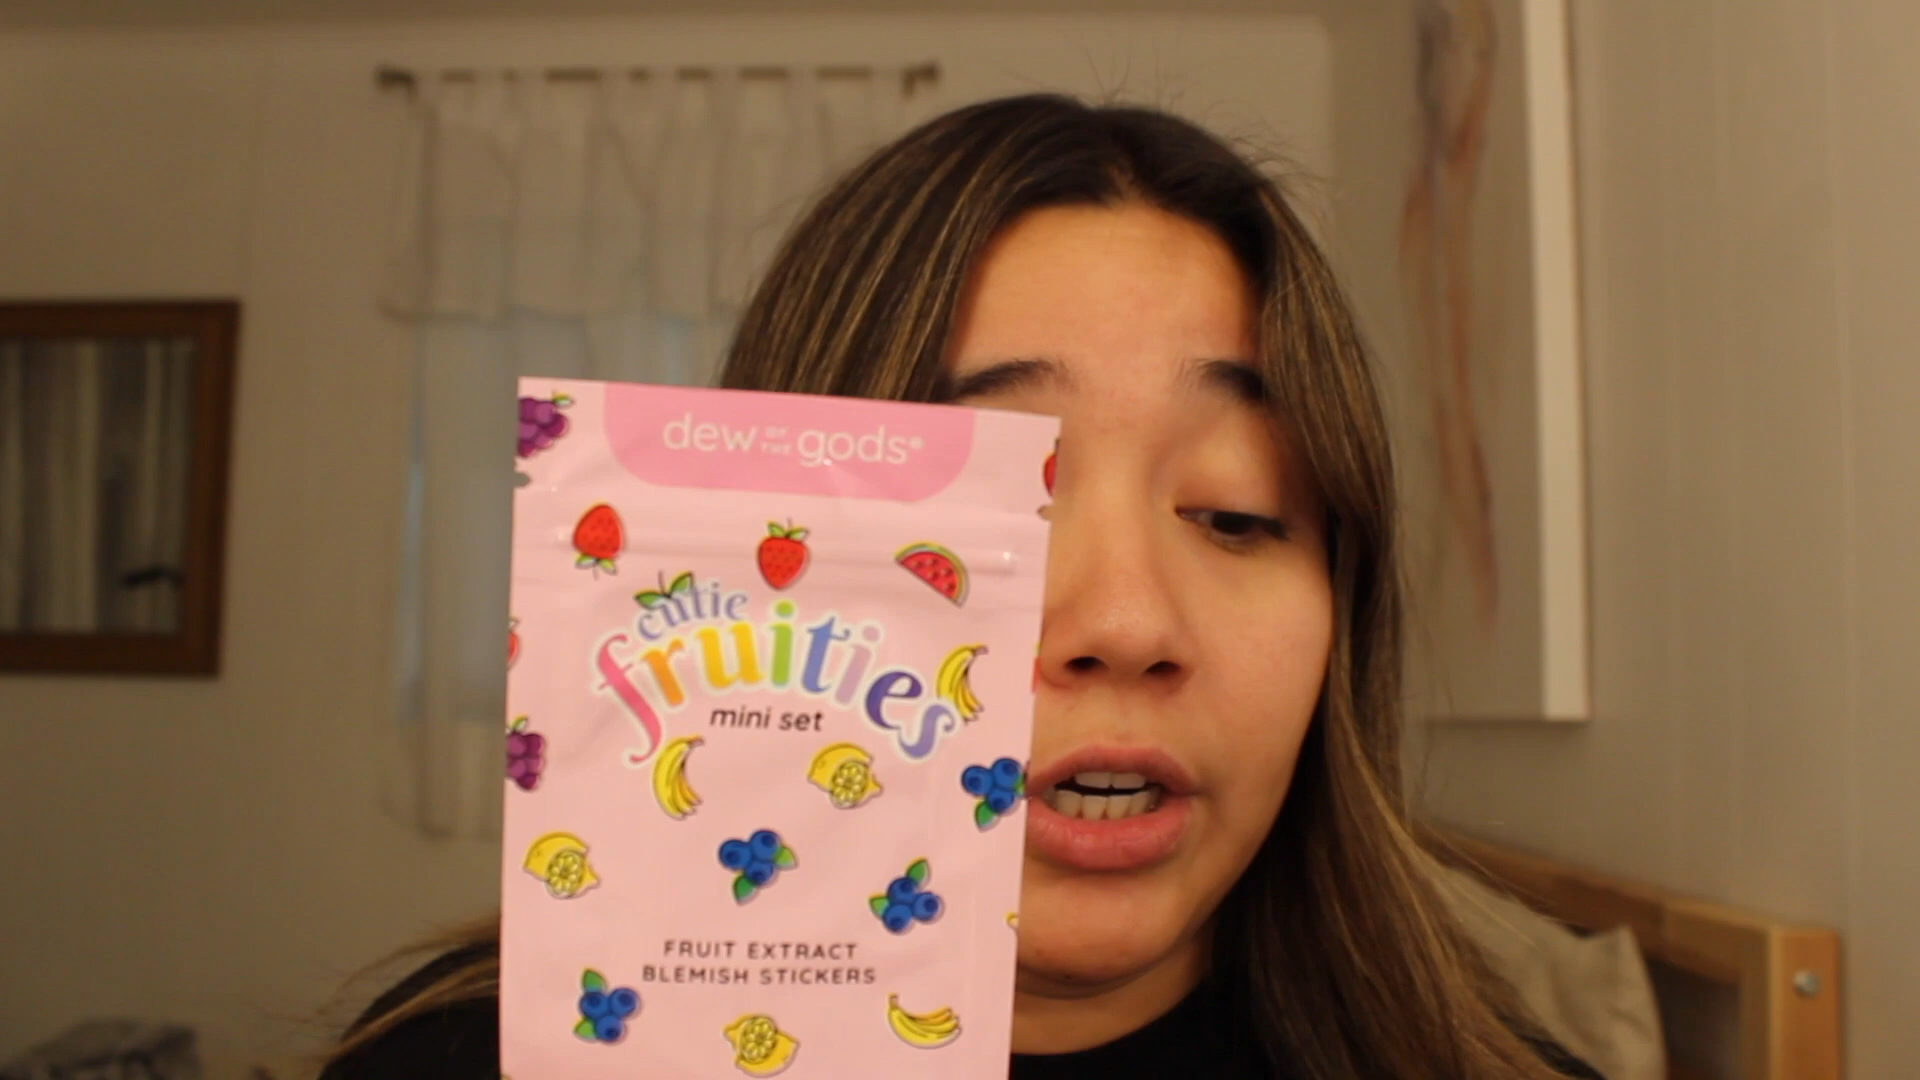 dew OF THE gods®
cutie
fruities
mini set
FRUIT EXTRACT
BLEMISH STICKERS